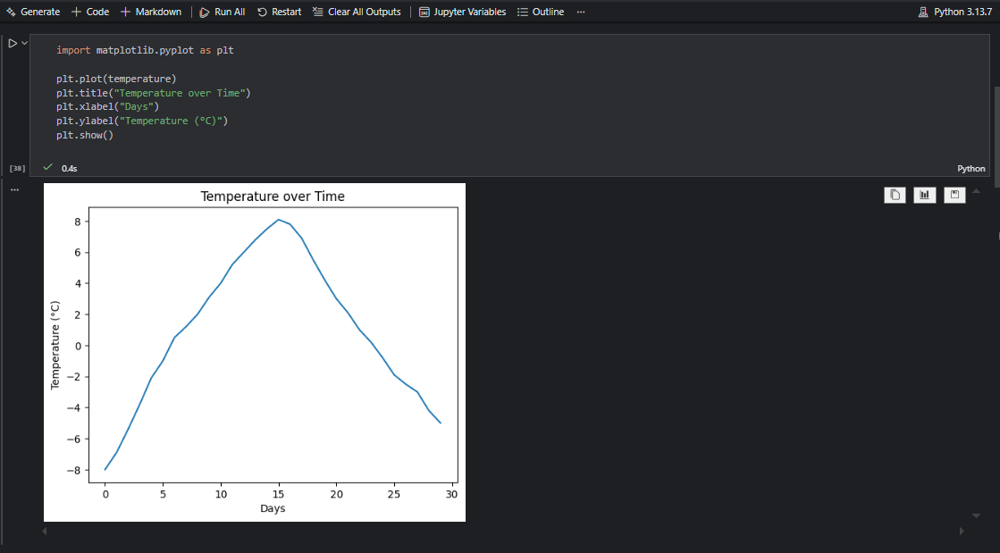 Generate + Code + Markdown | Run All Restart Clear All Outputs | Jupyter Variables Outline ... Python 3.13.7
import matplotlib.pyplot as plt
plt.plot(temperature)
plt.title("Temperature over Time")
plt.xlabel("Days")
plt.ylabel("Temperature (°C)")
plt.show()
[38] 0.4s Python
...
Temperature over Time
8
6
4
2
0
−2
−4
−6
−8
Temperature (°C)
0 5 10 15 20 25 30
Days